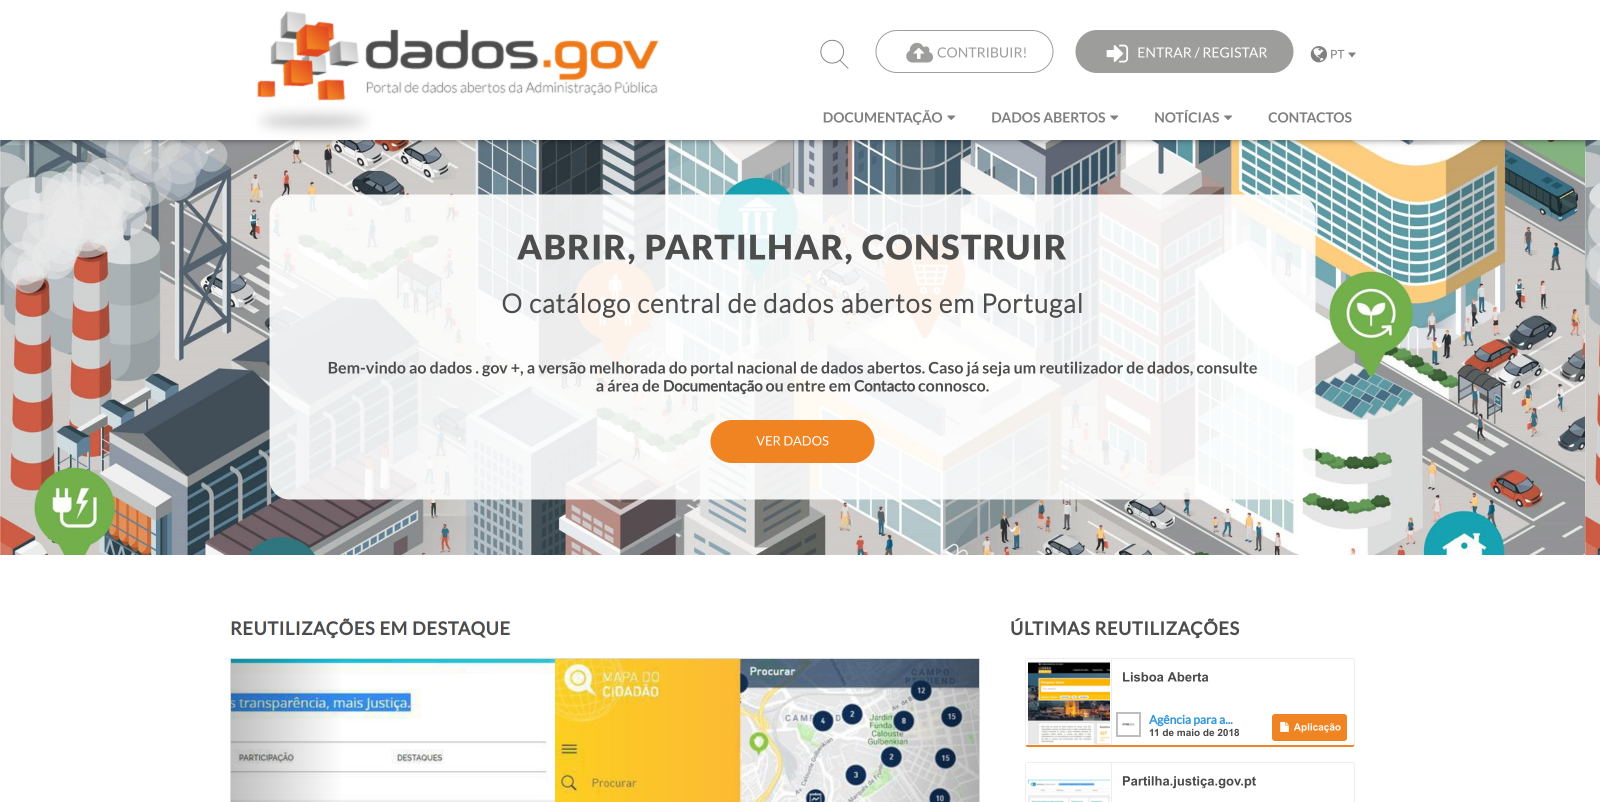 dados.gov
Portal de dados abertos da Administração Pública
CONTRIBUIR!
ENTRAR / REGISTAR
PT
DOCUMENTAÇÃO
DADOS ABERTOS
NOTÍCIAS
CONTACTOS
ABRIR, PARTILHAR, CONSTRUIR
O catálogo central de dados abertos em Portugal
Bem-vindo ao dados . gov +, a versão melhorada do portal nacional de dados abertos. Caso já seja um reutilizador de dados, consulte
a área de Documentação ou entre em Contacto connosco.
VER DADOS
REUTILIZAÇÕES EM DESTAQUE
s transparência, mais Justiça.
PARTICIPAÇÃO
DESTAQUES
MAPA DO
CIDADÃO
Procurar
Procurar
CAMPO
PEQUENO
12
4
2
8
15
Jardim
Calouste
Gulbenkian
2
15
3
10
ÚLTIMAS REUTILIZAÇÕES
Lisboa Aberta
Agência para a...
11 de maio de 2018
Aplicação
Partilha.justiça.gov.pt